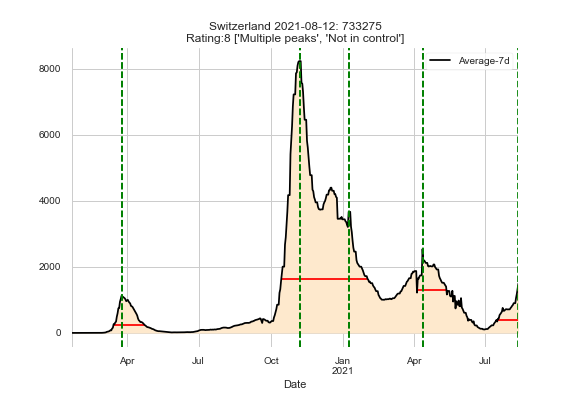 Switzerland 2021-08-12: 733275
Rating:8 ['Multiple peaks', 'Not in control']
Average-7d
8000
6000
4000
2000
0
Apr
Jul
Oct
Jan
2021
Apr
Jul
Date